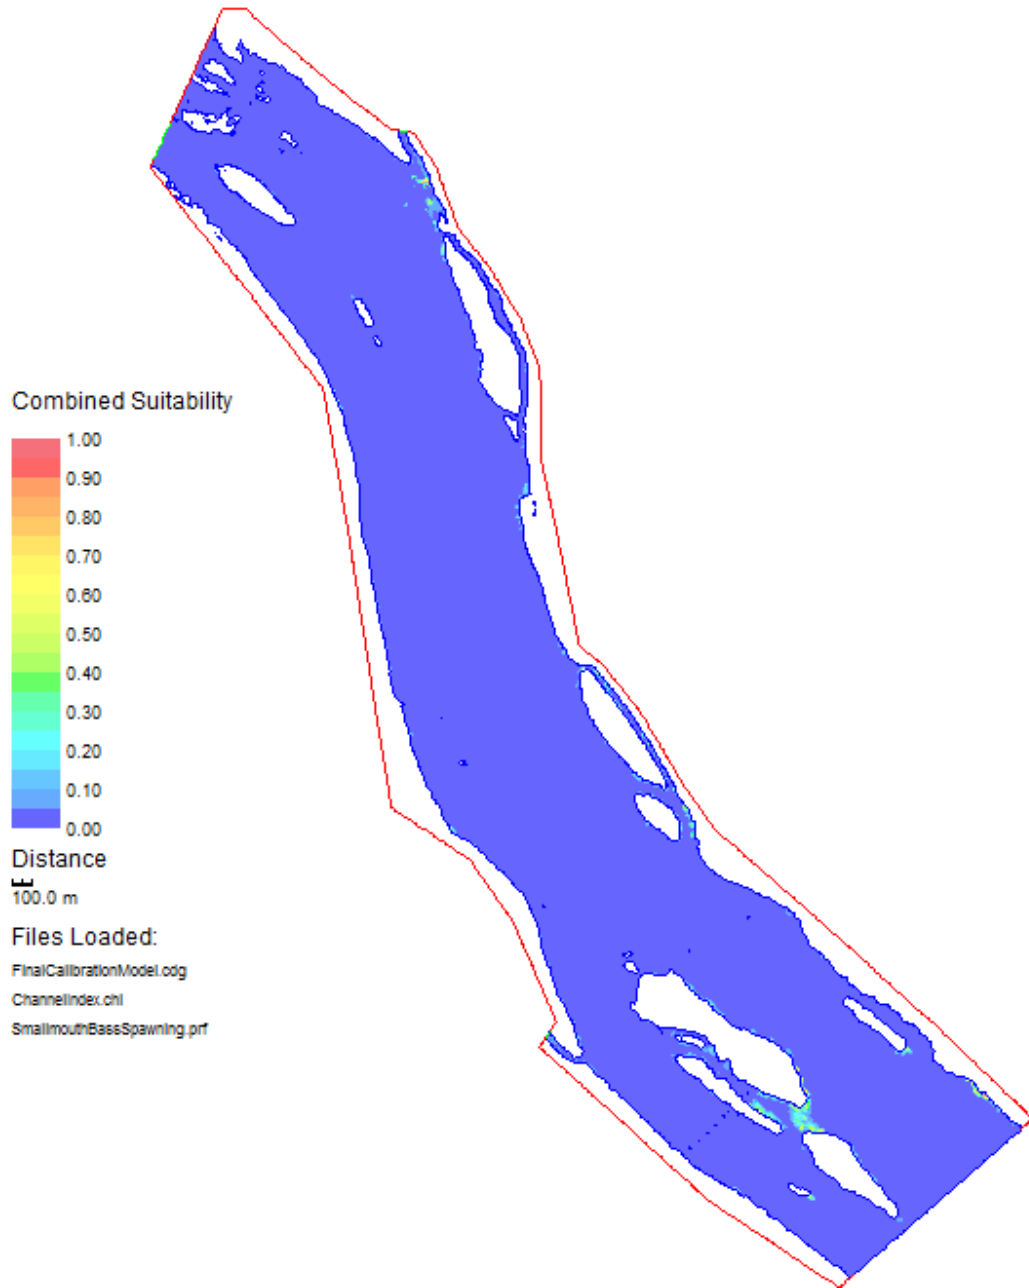 Combined Suitability
1.00
0.90
0.80
0.70
0.60
0.50
0.40
0.30
0.20
0.10
0.00
Distance
100.0 m
Files Loaded:
FinalCalibrationModel.cdg
ChannelIndex.chi
SmallmouthBassSpawning.prf